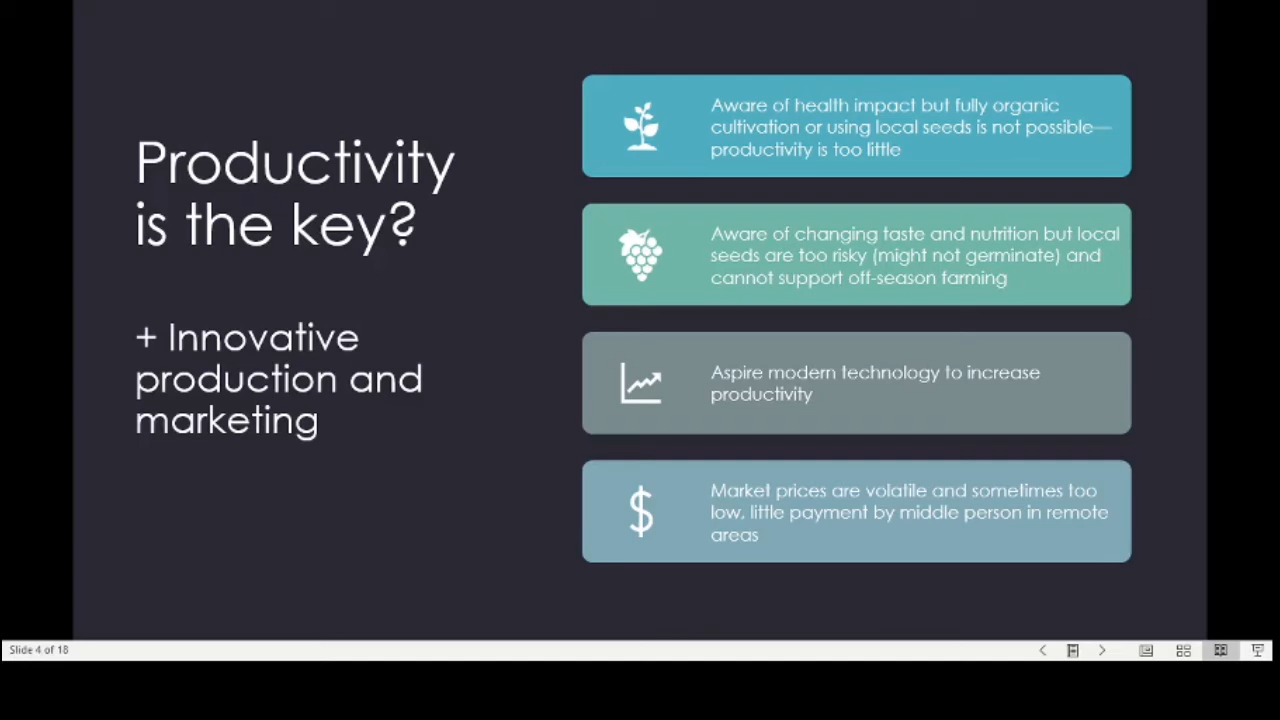 Productivity
is the key?
+ Innovative
production and
marketing
Aware of health impact but fully organic
cultivation or using local seeds is not possible—
productivity is too little
Aware of changing taste and nutrition but local
seeds are too risky (might not germinate) and
cannot support off-season farming
Aspire modern technology to increase
productivity
Market prices are volatile and sometimes too
low, little payment by middle person in remote
areas
Slide 4 of 18